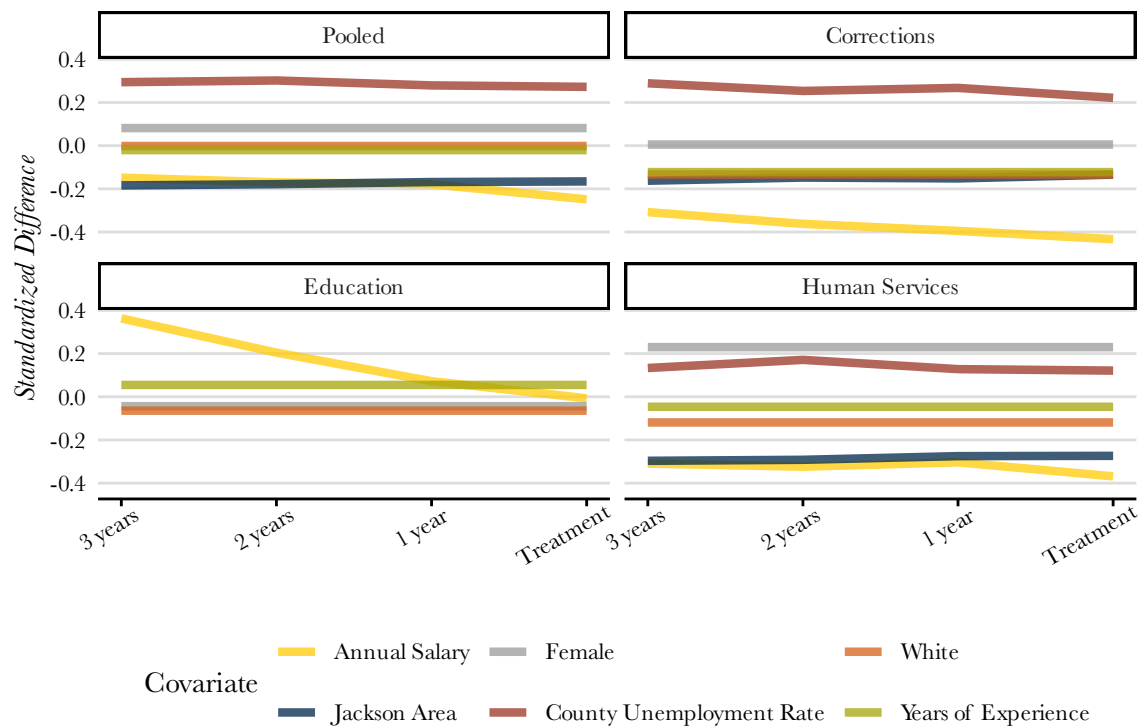 Pooled
Corrections
0.4
0.2
0.0
-0.2
-0.4
Standardized Difference
Education
Human Services
0.4
0.2
0.0
-0.2
-0.4
3 years
2 years
1 year
Treatment
3 years
2 years
1 year
Treatment
Covariate
Annual Salary
Female
White
Jackson Area
County Unemployment Rate
Years of Experience